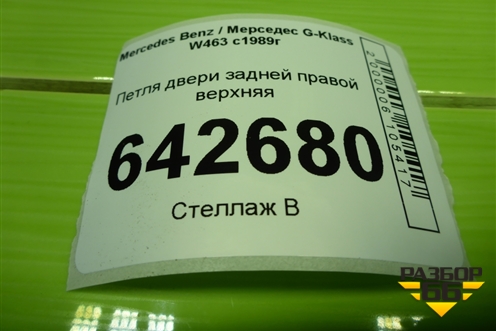 Mercedes Benz / Мерседес G-Klass
W463 с1989г
Петля двери задней правой
верхняя
642680
Стеллаж В
2000006105417
РАЗБОР
66